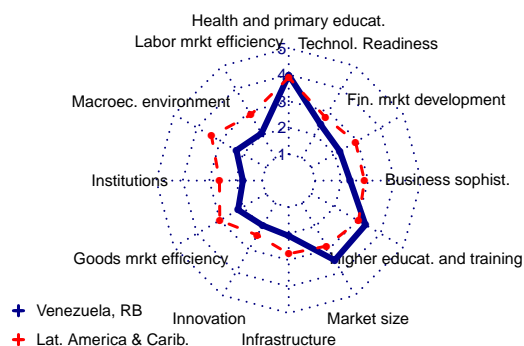 Health and primary educat.
Labor mrkt efficiency
Technol. Readiness
5
4
Macroec. environment
Fin. mrkt development
3
2
1
Institutions
Business sophist.
Goods mrkt efficiency
Higher educat. and training
Innovation
Market size
Infrastructure
Venezuela, RB
Lat. America & Carib.